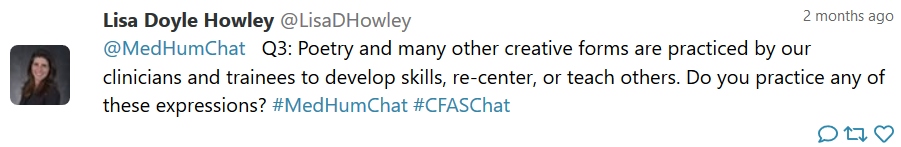 Lisa Doyle Howley @LisaDHowley 2 months ago
@MedHumChat Q3: Poetry and many other creative forms are practiced by our
clinicians and trainees to develop skills, re-center, or teach others. Do you practice any of
these expressions? #MedHumChat #CFASChat